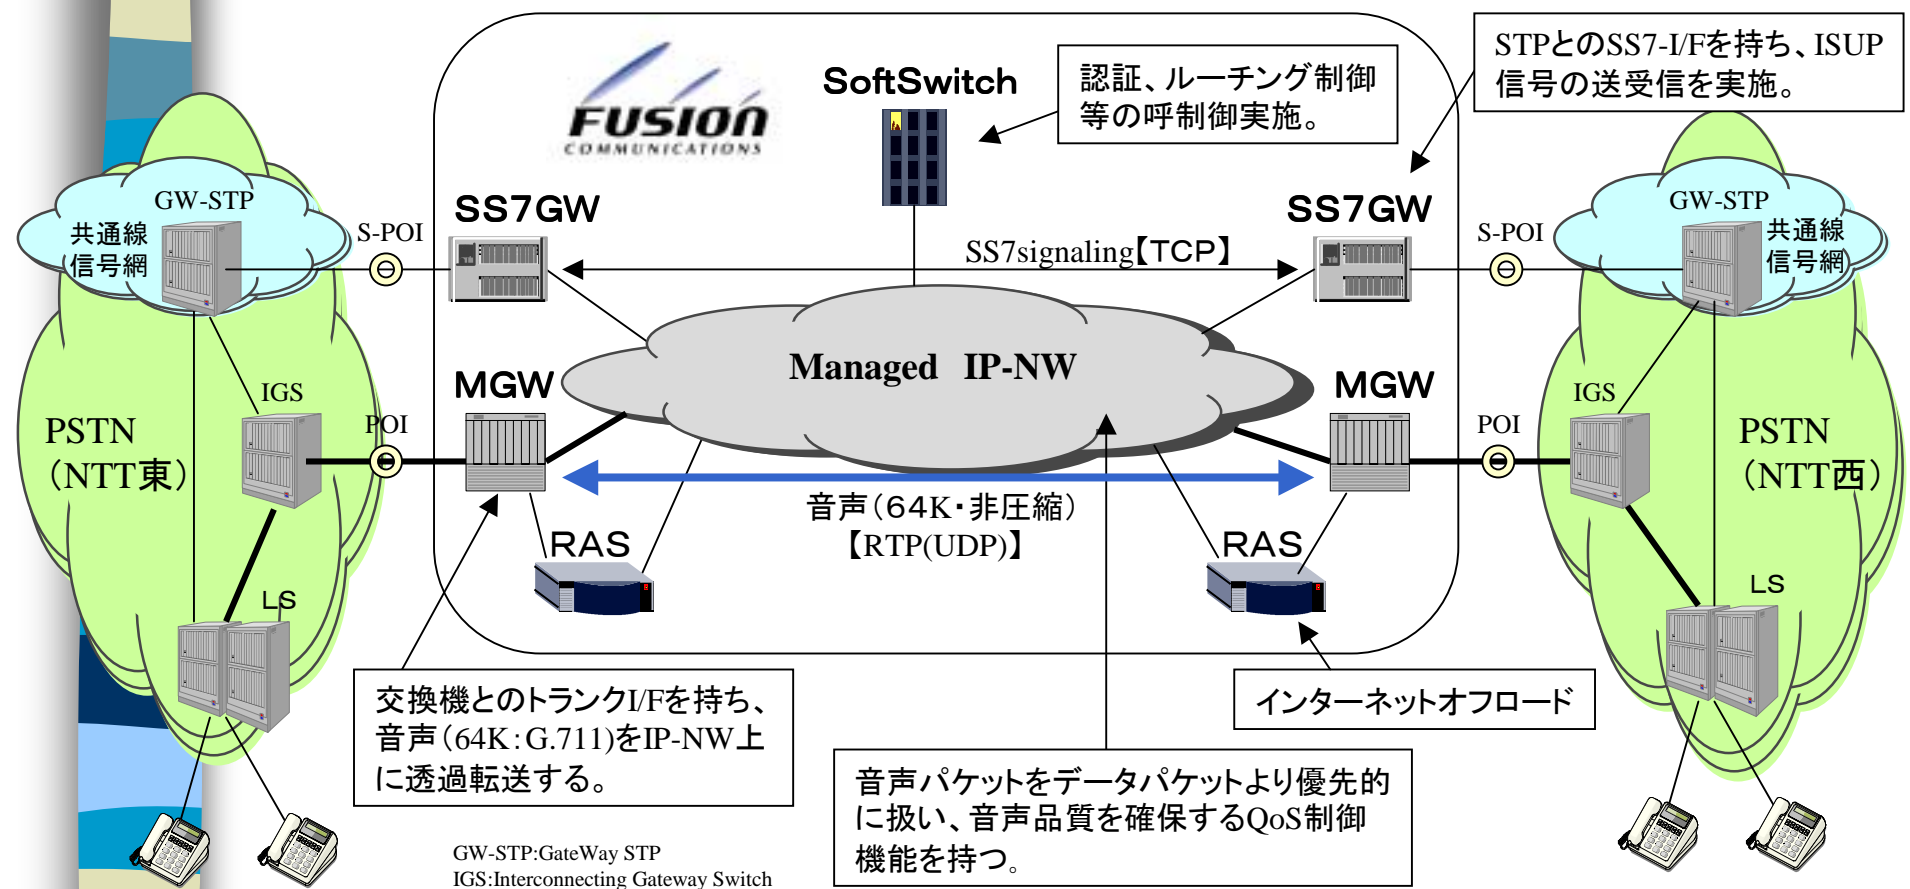 FUSION
COMMUNICATIONS
SoftSwitch
認証、ルーチング制御
等の呼制御実施。
STPとのSS7-I/Fを持ち、ISUP
信号の送受信を実施。
GW-STP
共通線
信号網
S-POI
SS7GW
SS7signaling【TCP】
SS7GW
S-POI
GW-STP
共通線
信号網
Managed IP-NW
IGS
POI
MGW
MGW
POI
IGS
PSTN
（NTT東）
PSTN
（NTT西）
音声（64K・非圧縮）
【RTP(UDP)】
RAS
RAS
LS
LS
交換機とのトランクI/Fを持ち、
音声（64K：G.711)をIP-NW上
に透過転送する。
インターネットオフロード
音声パケットをデータパケットより優先的
に扱い、音声品質を確保するQoS制御
機能を持つ。
GW-STP:GateWay STP
IGS:Interconnecting Gateway Switch